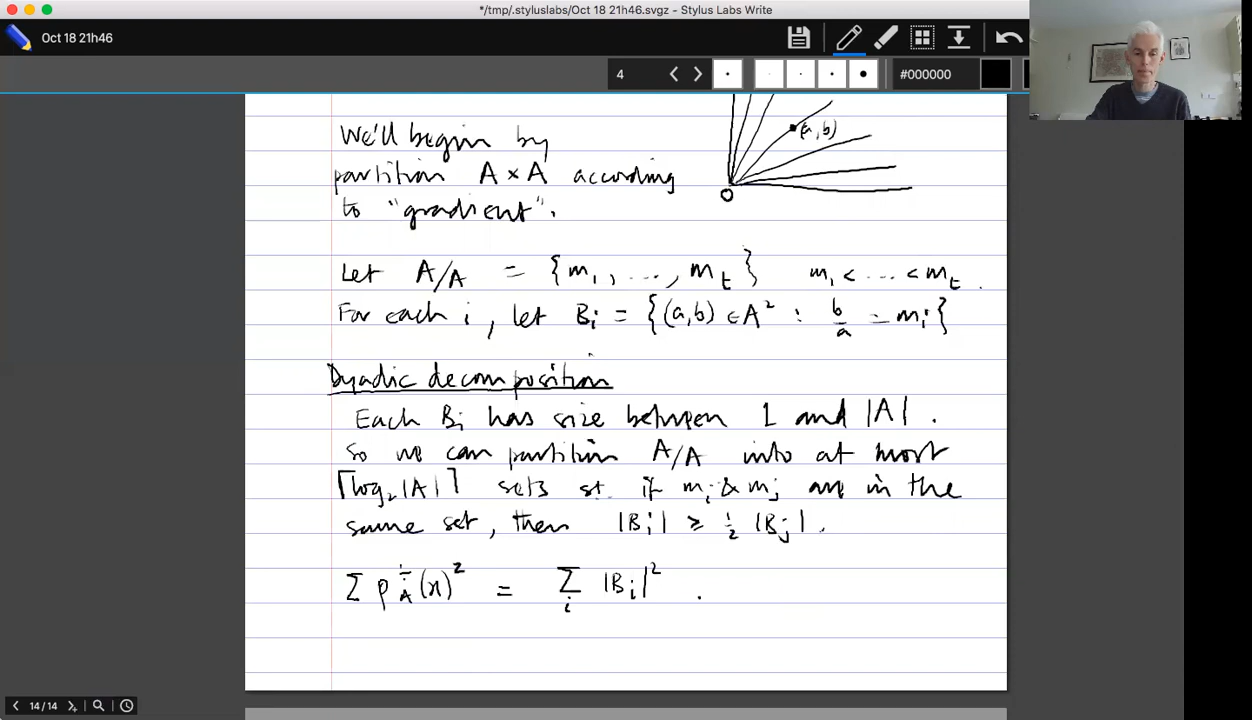 */tmp/.styluslabs/Oct 18 21h46.svgz - Stylus Labs Write
Oct 18 21h46
4
#000000
We'll begin by
partition A × A according
to "gradient".
(a,b)
0
Let A/A = {m₁, ..., mₜ} m₁ < ... < mₜ.
For each i, let Bᵢ = {(a,b) ∈ A² : b/a = mᵢ}
Dyadic decomposition
Each Bᵢ has size between 1 and |A|.
So we can partition A/A into at most
⌈log₂|A|⌉ sets st. if mᵢ & mⱼ are in the
same set, then |Bᵢ| ≥ ½ |Bⱼ|.
Σ ρ÷_A(x)² = Σᵢ |Bᵢ|².
14/14